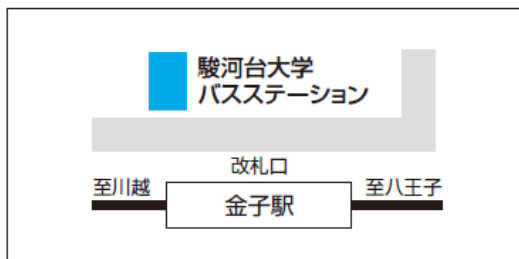 駿河台大学
バスステーション
改札口
至川越
金子駅
至八王子